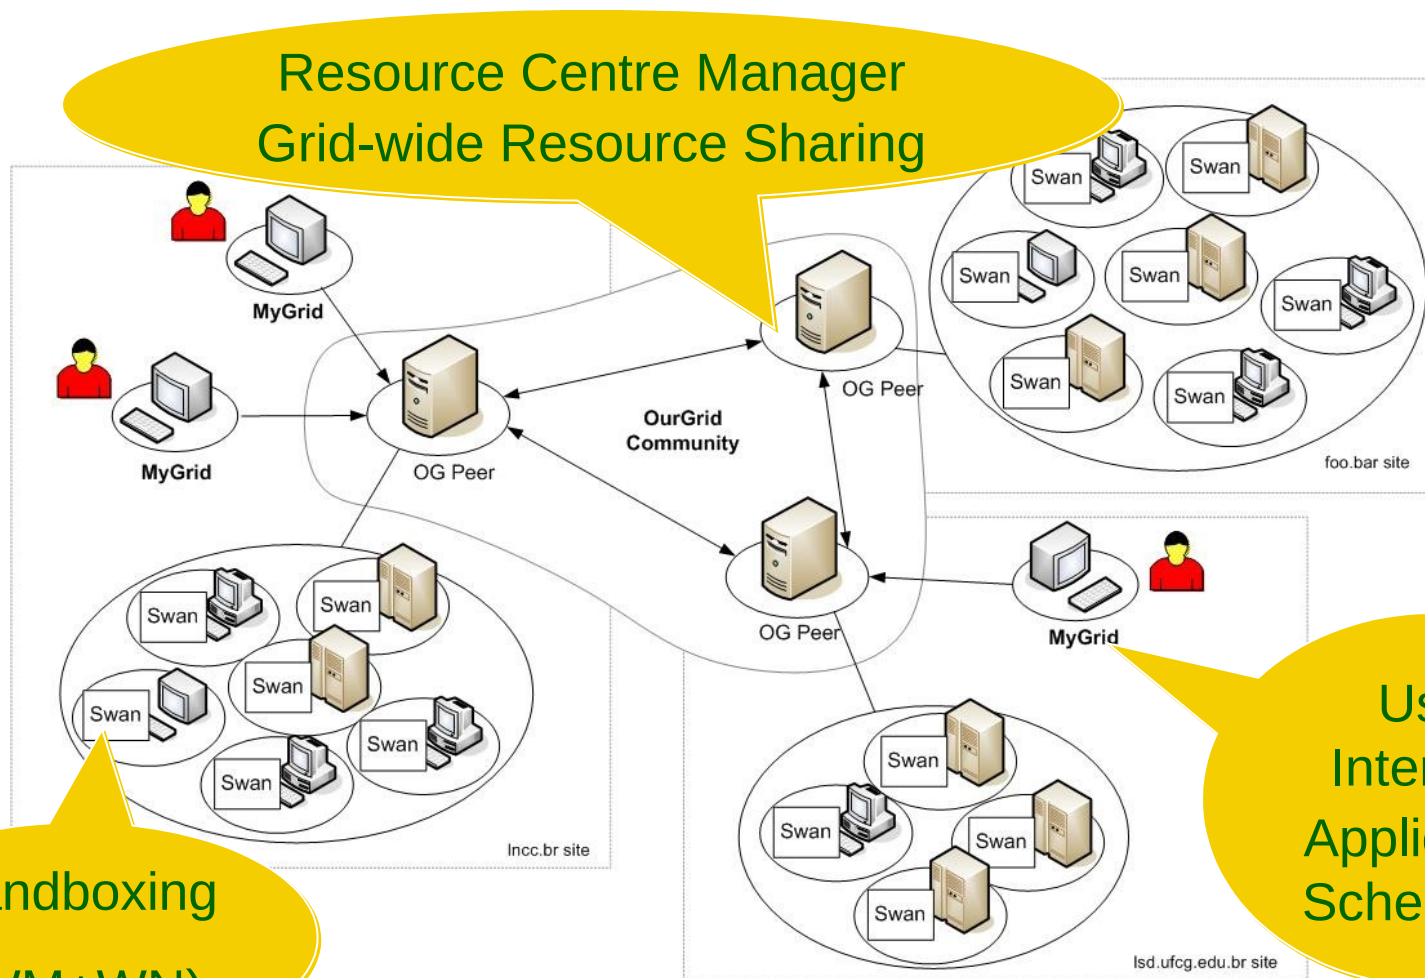 Resource Centre Manager
Grid-wide Resource Sharing
Swan
Swan
Swan
Swan
Swan
Swan
Swan
foo.bar site
MyGrid
MyGrid
OG Peer
OG Peer
OurGrid
Community
OG Peer
MyGrid
Swan
Swan
Swan
Swan
Swan
Swan
lncc.br site
Swan
Swan
Swan
Swan
lsd.ufcg.edu.br site